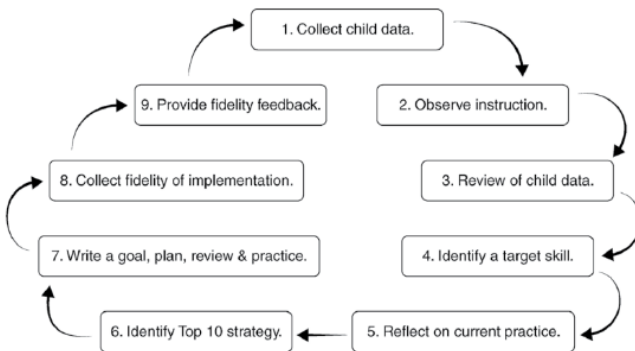 1. Collect child data.
2. Observe instruction.
3. Review of child data.
4. Identify a target skill.
5. Reflect on current practice.
6. Identify Top 10 strategy.
7. Write a goal, plan, review & practice.
8. Collect fidelity of implementation.
9. Provide fidelity feedback.